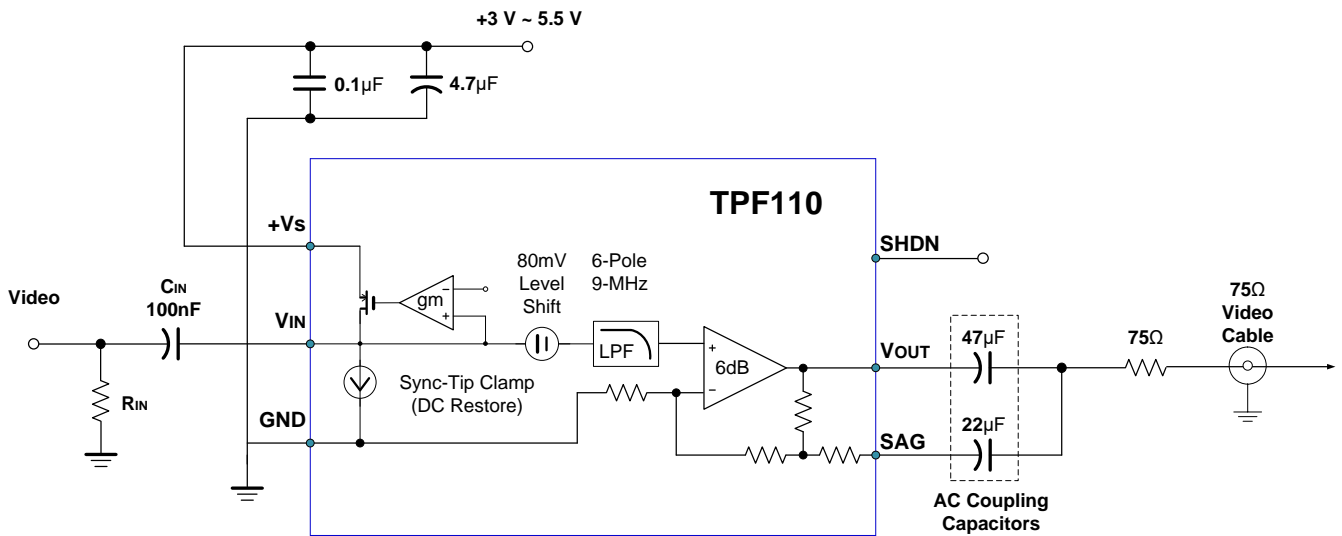 +3 V ~ 5.5 V
0.1µF
4.7µF
TPF110
+Vs
SHDN
80mV
Level
Shift
6-Pole
9-MHz
Video
CIN
100nF
gm
−
+
VIN
LPF
+
6dB
−
VOUT
47µF
75Ω
75Ω
Video
Cable
Sync-Tip Clamp
(DC Restore)
RIN
GND
SAG
22µF
AC Coupling
Capacitors